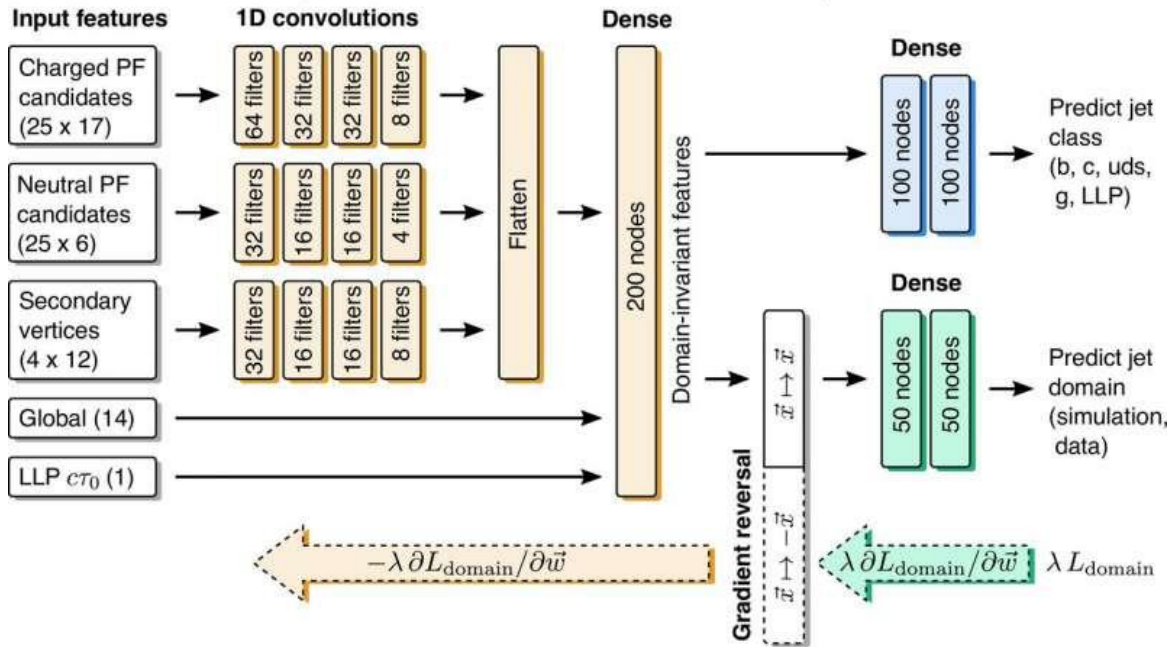 Input features
1D convolutions
Dense
Charged PF
candidates
(25 x 17)
64 filters
32 filters
32 filters
8 filters
Neutral PF
candidates
(25 x 6)
32 filters
16 filters
16 filters
4 filters
Secondary
vertices
(4 x 12)
32 filters
16 filters
16 filters
8 filters
Flatten
Global (14)
LLP cτ₀ (1)
200 nodes
Domain-invariant features
Dense
100 nodes
100 nodes
Predict jet
class
(b, c, uds,
g, LLP)
Gradient reversal
x⃗ → x⃗
x⃗ → −x⃗
Dense
50 nodes
50 nodes
Predict jet
domain
(simulation,
data)
−λ ∂L_domain/∂w⃗
λ ∂L_domain/∂w⃗
λ L_domain